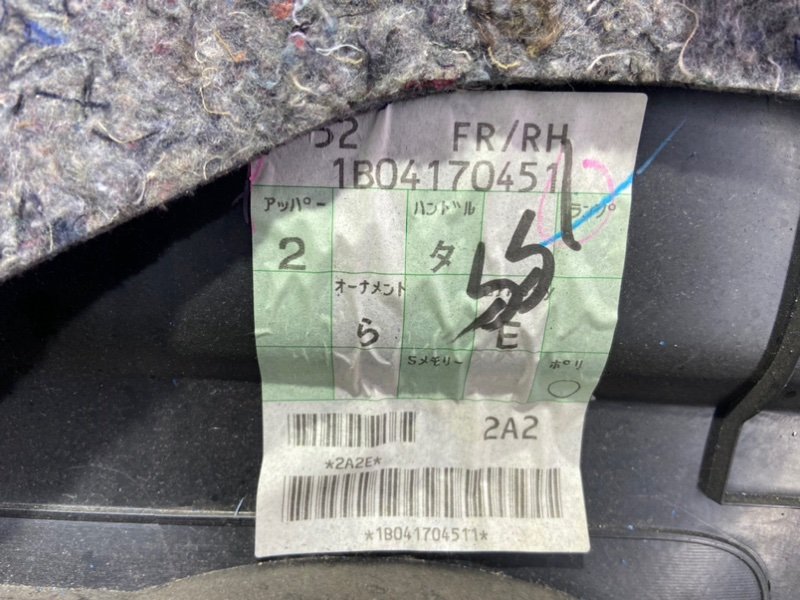 52 FR/RH
1B041704511
アッパー ハンドル ランプ
2 タ
オーナメント
ら E
Sメモリー ポリ
○
2A2
*2A2E*
*1B041704511*